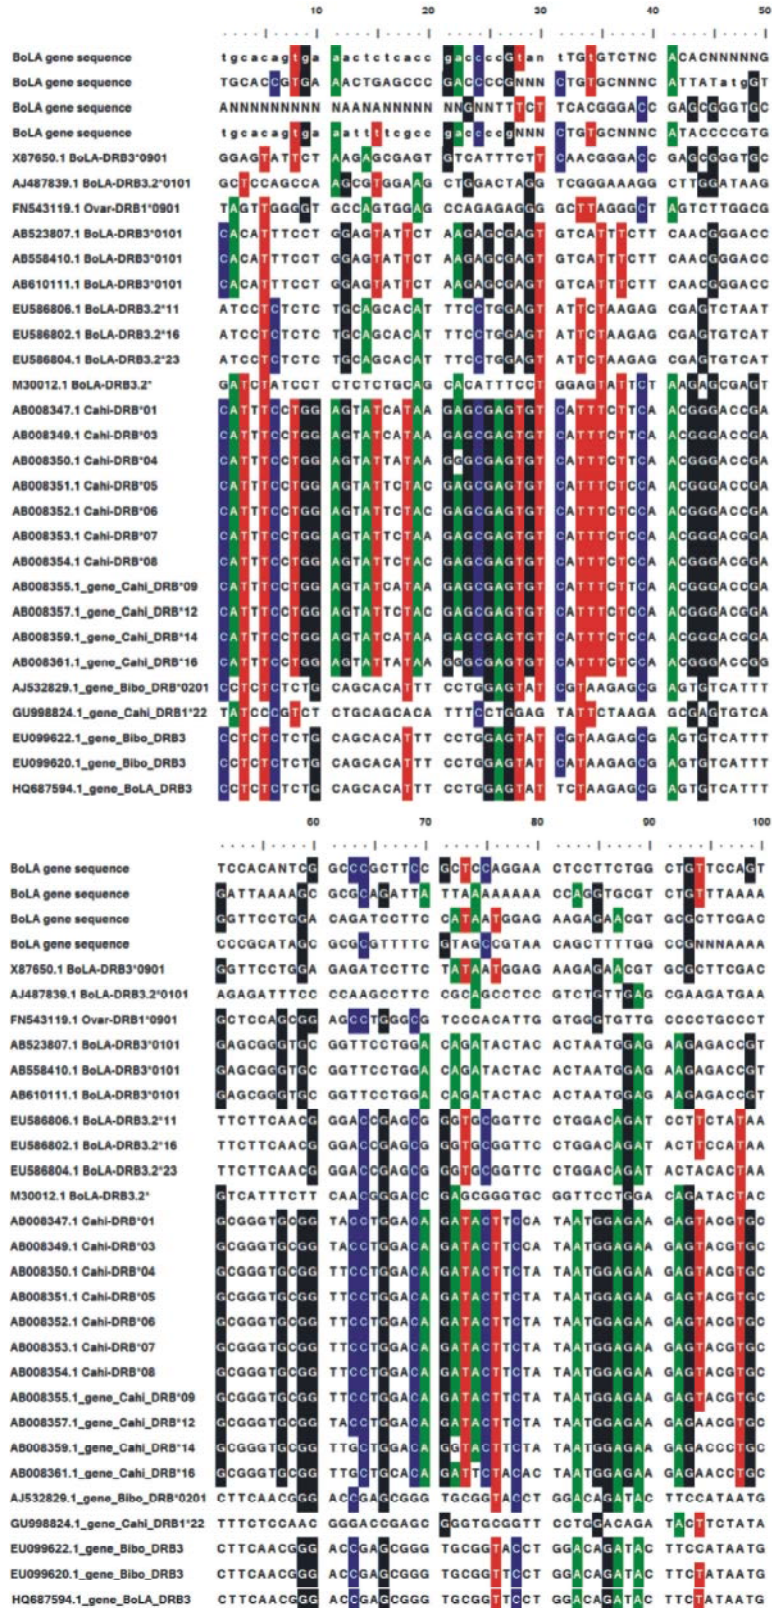 10 20 30 40 50
BoLA gene sequence tgcacagtga aactctcacc gaccccGtan tTGtGTCTNC ACACNNNNNG
BoLA gene sequence TGCACCGTGA AACTGAGCCC GACCCCGNNN CTGTGCNNNC ATTATatgGT
BoLA gene sequence ANNNNNNNNN NAANANNNNN NNGNNTTTCT TCACGGGACC GAGCGGGTGC
BoLA gene sequence tgcacagtga aattttcgcc gaccccgNNN CTGTGCNNNC ATACCCCGTG
X87650.1 BoLA-DRB3*0901 GGAGTATTCT AAGAGCGAGT GTCATTTCTT CAACGGGACC GAGCGGGTGC
AJ487839.1 BoLA-DRB3.2*0101 GCTCCAGCCA AGCGTGGAAG CTGGACTAGG TCGGGAAAGG CTTGGATAAG
FN543119.1 Ovar-DRB1*0901 TAGTTGGGGT GCCAGTGGAG CCAGAGAGGG GCTTAGGGCT AGTCTTGGCG
AB523807.1 BoLA-DRB3*0101 CACATTTCCT GGAGTATTCT AAGAGCGAGT GTCATTTCTT CAACGGGACC
AB558410.1 BoLA-DRB3*0101 CACATTTCCT GGAGTATTCT AAGAGCGAGT GTCATTTCTT CAACGGGACC
AB610111.1 BoLA-DRB3*0101 CACATTTCCT GGAGTATTCT AAGAGCGAGT GTCATTTCTT CAACGGGACC
EU586806.1 BoLA-DRB3.2*11 ATCCTCTCTC TGCAGCACAT TTCCTGGAGT ATTCTAAGAG CGAGTCTAAT
EU586802.1 BoLA-DRB3.2*16 ATCCTCTCTC TGCAGCACAT TTCCTGGAGT ATTCTAAGAG CGAGTGTCAT
EU586804.1 BoLA-DRB3.2*23 ATCCTCTCTC TGCAGCACAT TTCCTGGAGT ATTCTAAGAG CGAGTGTCAT
M30012.1 BoLA-DRB3.2* GATCTATCCT CTCTCTGCAG CACATTTCCT GGAGTATTCT AAGAGCGAGT
AB008347.1 Cahi-DRB*01 CATTTCCTGG AGTATCATAA GAGCGAGTGT CATTTCTTCA ACGGGACCGA
AB008349.1 Cahi-DRB*03 CATTTCCTGG AGTATCATAA GAGCGAGTGT CATTTCTTCA ACGGGACCGA
AB008350.1 Cahi-DRB*04 CATTTCCTGG AGTATTATAA GGGCGAGTGT CATTTCTTCA ACGGGACCGA
AB008351.1 Cahi-DRB*05 CATTTCCTGG AGTATTCTAC GAGCGAGTGT CATTTCTCCA ACGGGACCGA
AB008352.1 Cahi-DRB*06 CATTTCCTGG AGTATTCTAC GAGCGAGTGT CATTTCTCCA ACGGGACCGA
AB008353.1 Cahi-DRB*07 CATTTCCTGG AGTATTCTAA GAGCGAGTGT CATTTCTCCA ACGGGACCGA
AB008354.1 Cahi-DRB*08 CATTTCCTGG AGTATTCTAC GAGCGAGTGT CATTTCTCCA ACGGGACCGA
AB008355.1_gene_Cahi_DRB*09 CATTTCCTGG AGTATCATAA GAGCGAGTGT CATTTCTTCA ACGGGACCGA
AB008357.1_gene_Cahi_DRB*12 CATTTCCTGG AGTATTCTAC GAGCGAGTGT CATTTCTCCA ACGGGACGGA
AB008359.1_gene_Cahi_DRB*14 CATTTCCTGG AGTATCATAA GAGCGAGTGT CATTTCTCCA ACGGGACGGA
AB008361.1_gene_Cahi_DRB*16 CATTTCCTGG AGTATTATAA GGGCGAGTGT CATTTCTCCA ACGGGACCGG
AJ532829.1_gene_Bibo_DRB*0201 CCTCTCTCTG CAGCACATTT CCTGGAGTAT CGTAAGAGCG AGTGTCATTT
GU998824.1_gene_Cahi_DRB1*22 TATCCCGTCT CTGCAGCACA TTTCCTGGAG TATTCTAAGA GCGAGTGTCA
EU099622.1_gene_Bibo_DRB3 CCTCTCTCTG CAGCACATTT CCTGGAGTAT CGTAAGAGCG AGTGTCATTT
EU099620.1_gene_Bibo_DRB3 CCTCTCTCTG CAGCACATTT CCTGGAGTAT CATAAGAGCG AGTGTCATTT
HQ687594.1_gene_BoLA_DRB3 CCTCTCTCTG CAGCACATTT CCTGGAGTAT TCTAAGAGCG AGTGTCATTT
60 70 80 90 100
BoLA gene sequence TCCACANTCG GCCCGCTTCC GCTCCAGGAA CTCCTTCTGG CTGTTCCAGT
BoLA gene sequence GATTAAAAGC GCGCAGATTA TTAAAAAAAA CCAGGTGCGT CTGTTTAAAA
BoLA gene sequence GGTTCCTGGA CAGATCCTTC CATAATGGAG AAGAGAACGT GCGCTTCGAC
BoLA gene sequence CCCGCATAGC GCGCGTTTTC GTAGCCGTAA CAGCTTTTGG CCGNNNAAAA
X87650.1 BoLA-DRB3*0901 GGTTCCTGGA GAGATCCTTC TATAATGGAG AAGAGAACGT GCGCTTCGAC
AJ487839.1 BoLA-DRB3.2*0101 AGAGATTTCC CCAAGCCTTC CGCAGCCTCC GTCTGTTGAG CGAAGATGAA
FN543119.1 Ovar-DRB1*0901 GCTCCAGCGG AGCCTGGGCG TCCCACATTG GTGGGTGTTG CCCCTGCCCT
AB523807.1 BoLA-DRB3*0101 GAGCGGGTGC GGTTCCTGGA CAGATACTAC ACTAATGGAG AAGAGACCGT
AB558410.1 BoLA-DRB3*0101 GAGCGGGTGC GGTTCCTGGA CAGATACTAC ACTAATGGAG AAGAGACCGT
AB610111.1 BoLA-DRB3*0101 GAGCGGGTGC GGTTCCTGGA CAGATACTAC ACTAATGGAG AAGAGACCGT
EU586806.1 BoLA-DRB3.2*11 TTCTTCAACG GGACCGAGCG GGTGCGGTTC CTGGACAGAT CCTTCTATAA
EU586802.1 BoLA-DRB3.2*16 TTCTTCAACG GGACCGAGCG GGTGCGGTTC CTGGACAGAT ACTTCCATAA
EU586804.1 BoLA-DRB3.2*23 TTCTTCAACG GGACCGAGCG GGTGCGGTTC CTGGACAGAT ACTACACTAA
M30012.1 BoLA-DRB3.2* GTCATTTCTT CAACGGGACC GAGCGGGTGC GGTTCCTGGA CAGATACTAC
AB008347.1 Cahi-DRB*01 GCGGGTGCGG TACCTGGACA GATACTTCCA TAATGGAGAA GAGTACGTGC
AB008349.1 Cahi-DRB*03 GCGGGTGCGG TACCTGGACA GATACTTCCA TAATGGAGAA GAGTACGTGC
AB008350.1 Cahi-DRB*04 GCGGGTGCGG TTCCTGGACA GATACTTCTA TAATGGAGAA GAGTACGTGC
AB008351.1 Cahi-DRB*05 GCGGGTGCGG TTCCTGGACA GATACTTCTA TAATGGAGAA GAGTACGTGC
AB008352.1 Cahi-DRB*06 GCGGGTGCGG TTCCTGGACA GATACTTCTA TAATGGAGAA GAGTACGTGC
AB008353.1 Cahi-DRB*07 GCGGGTGCGG TTCCTGGACA GATACTTCTA TAATGGAGAA GAGTACGTGC
AB008354.1 Cahi-DRB*08 GCGGGTGCGG TTCCTGGACA GATACTTCTA TAATGGAGAA GAGTACGTGC
AB008355.1_gene_Cahi_DRB*09 GCGGGTGCGG TTCCTGGACA GATACTTCTA TAATGGAGAA GAGTACGTGC
AB008357.1_gene_Cahi_DRB*12 GCGGGTGCGG TACCTGGACA GATACTTCTA TAATGGAGAA GAGAACGTGC
AB008359.1_gene_Cahi_DRB*14 GCGGGTGCGG TTGCTGGACA GGTACTTCTA TAATGGAGAA GAGACCCTGC
AB008361.1_gene_Cahi_DRB*16 GCGGGTGCGG TTGCTGCACA GATTCTACAC TAATGGAGAA GAGAACCTGC
AJ532829.1_gene_Bibo_DRB*0201 CTTCAACGGG ACCGAGCGGG TGCGGTACCT GGACAGATAC TTCCATAATG
GU998824.1_gene_Cahi_DRB1*22 TTTCTCCAAC GGGACCGAGC GGGTGCGGTT CCTGGACAGA TACTTCTATA
EU099622.1_gene_Bibo_DRB3 CTTCAACGGG ACCGAGCGGG TGCGGTACCT GGACAGATAC TTCCATAATG
EU099620.1_gene_Bibo_DRB3 CTTCAACGGG ACCGAGCGGG TGCGGTTCCT GGACAGATAC TTCTATAATG
HQ687594.1_gene_BoLA_DRB3 CTTCAACGGG ACCGAGCGGG TGCGGTTCCT GGACAGATAC TTCTATAATG